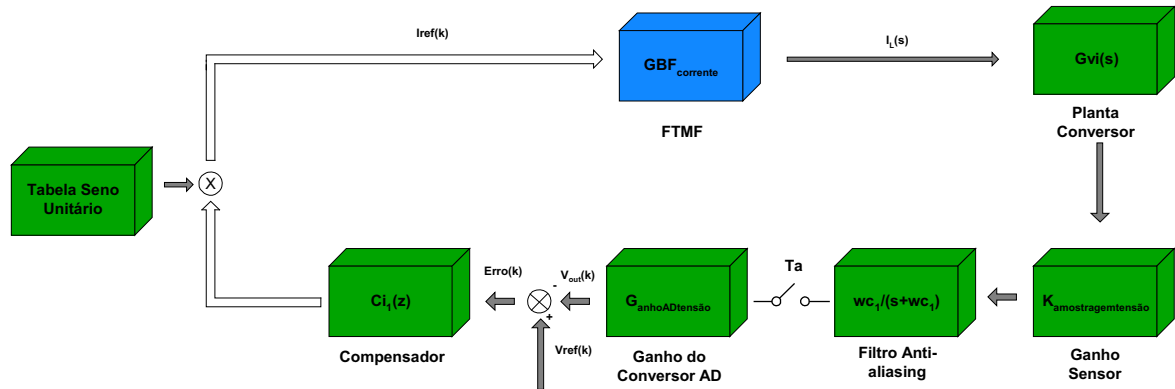 Iref(k)
GBFcorrente
FTMF
IL(s)
Gvi(s)
Planta
Conversor
Tabela Seno
Unitário
X
Ci1(z)
Compensador
Erro(k)
-
+
Vout(k)
Vref(k)
GanhoADtensão
Ganho do
Conversor AD
Ta
wc1/(s+wc1)
Filtro Anti-
aliasing
Kamostragemtensão
Ganho
Sensor